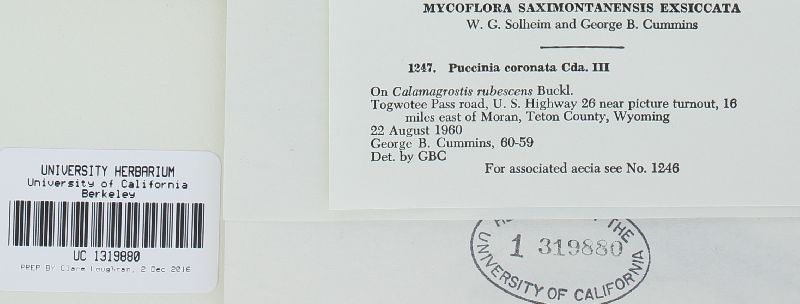 MYCOFLORA SAXIMONTANENSIS EXSICCATA
W. G. Solheim and George B. Cummins
1247. Puccinia coronata Cda. III
On Calamagrostis rubescens Buckl.
Togwotee Pass road, U. S. Highway 26 near picture turnout, 16
miles east of Moran, Teton County, Wyoming
22 August 1960
George B. Cummins, 60-59
Det. by GBC
For associated aecia see No. 1246
UNIVERSITY HERBARIUM
University of California
Berkeley
UC 1319880
PREP BY Clare Loughran, 2 Dec 2016
THE
1 319880
UNIVERSITY OF CALIFORNIA